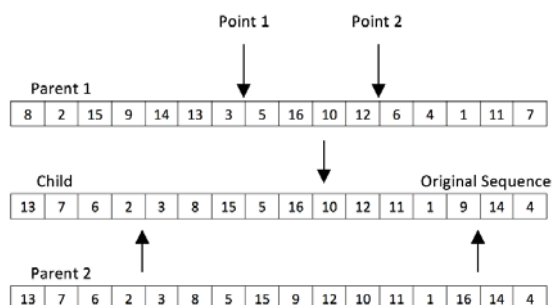 Point 1 Point 2
Parent 1
8 2 15 9 14 13 3 5 16 10 12 6 4 1 11 7
Child Original Sequence
13 7 6 2 3 8 15 5 16 10 12 11 1 9 14 4
Parent 2
13 7 6 2 3 8 5 15 9 12 10 11 1 16 14 4